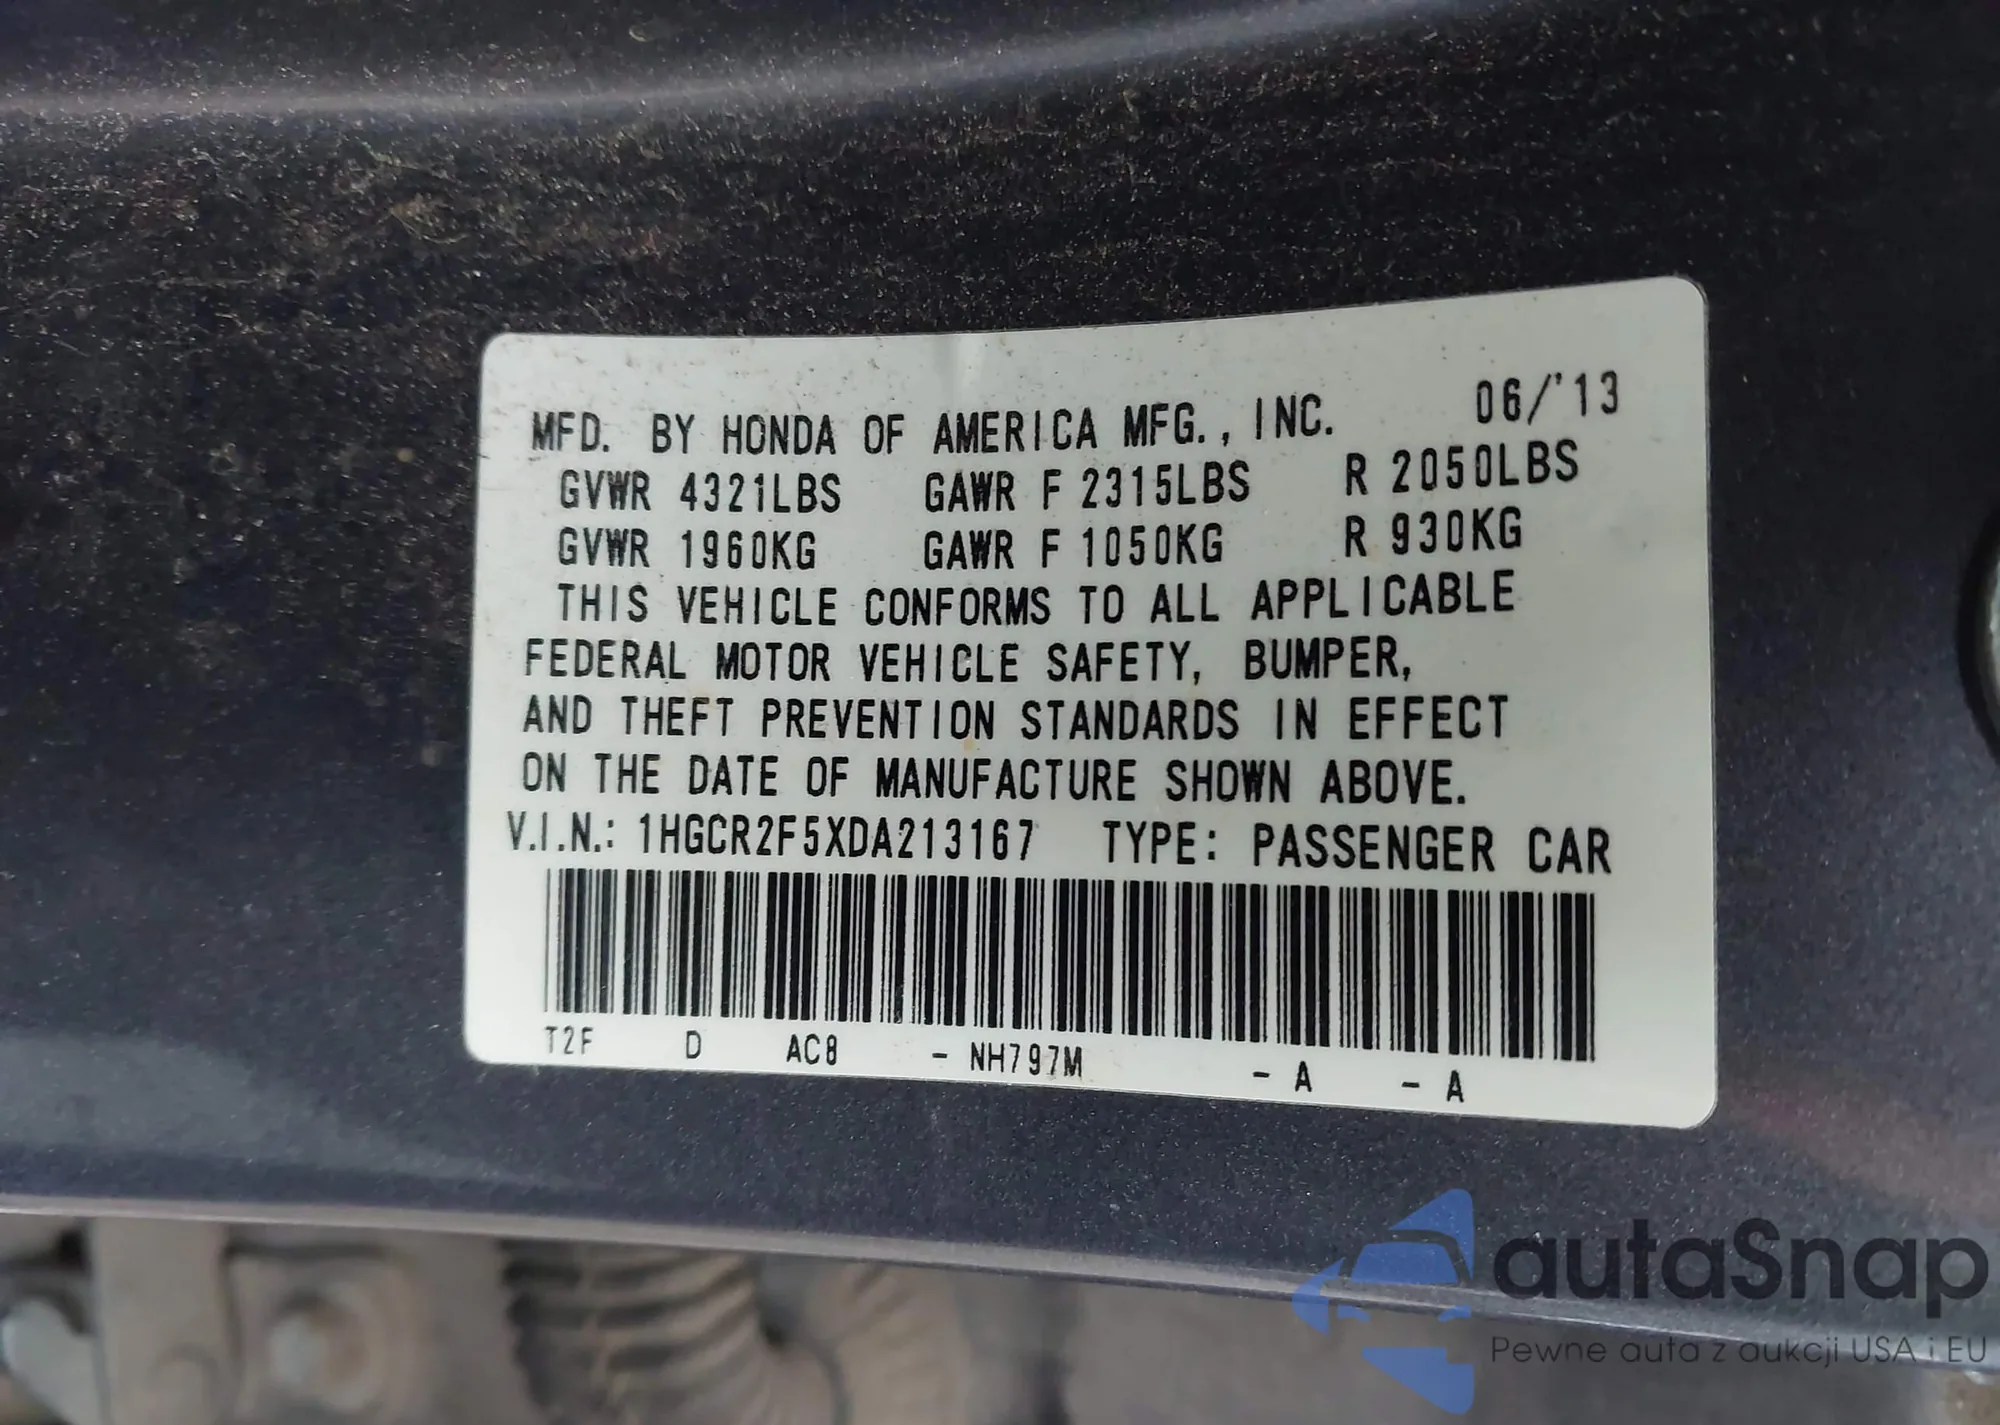 MFD. BY HONDA OF AMERICA MFG., INC. 06/'13
GVWR 4321LBS GAWR F 2315LBS R 2050LBS
GVWR 1960KG GAWR F 1050KG R 930KG
THIS VEHICLE CONFORMS TO ALL APPLICABLE
FEDERAL MOTOR VEHICLE SAFETY, BUMPER,
AND THEFT PREVENTION STANDARDS IN EFFECT
ON THE DATE OF MANUFACTURE SHOWN ABOVE.
V.I.N.: 1HGCR2F5XDA213167 TYPE: PASSENGER CAR
T2F D AC8 - NH797M - A - A
autaSnap
Pewne auta z aukcji USA i EU